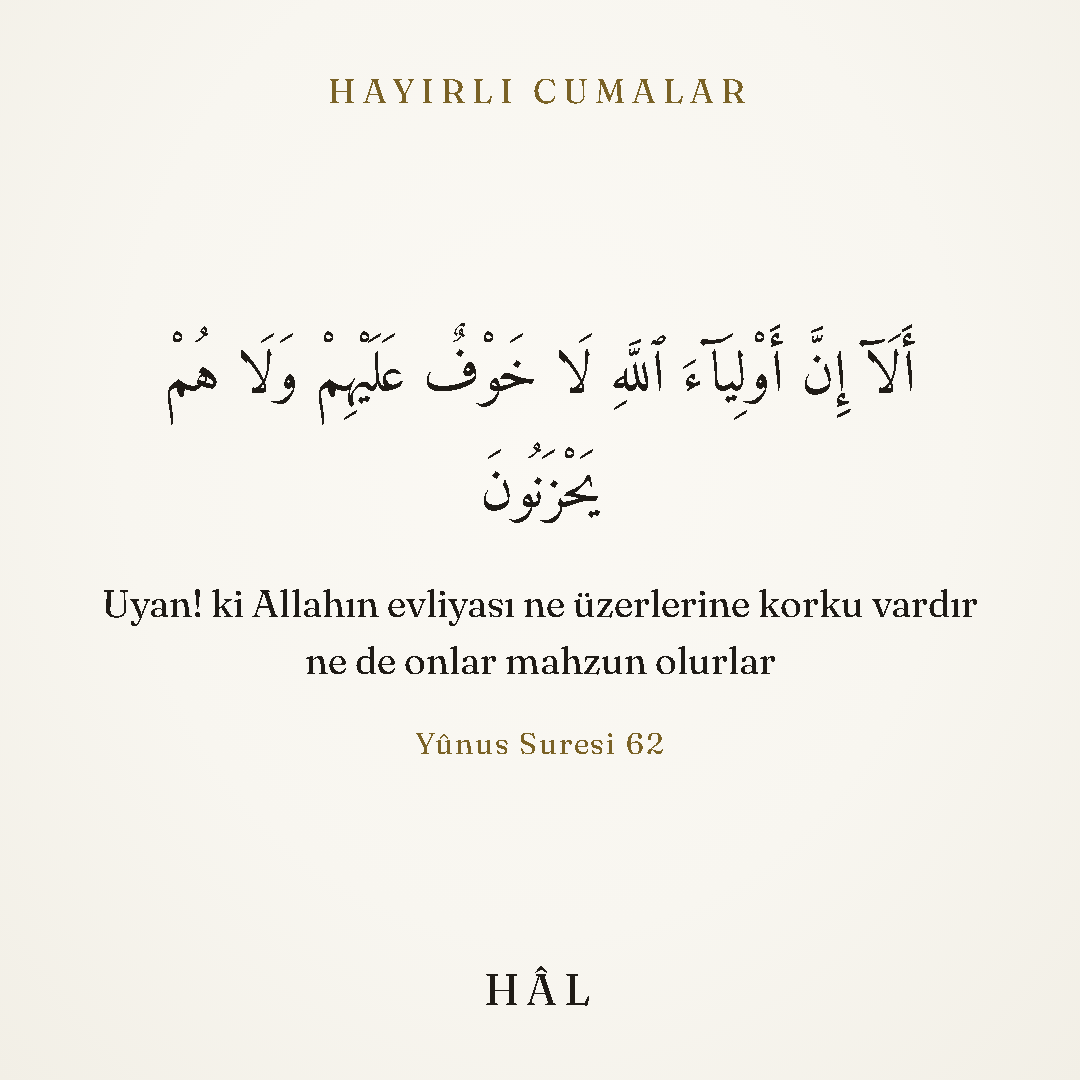 HAYIRLI CUMALAR
أَلَآ إِنَّ أَوْلِيَآءَ ٱللَّهِ لَا خَوْفٌ عَلَيْهِمْ وَلَا هُمْ
يَحْزَنُونَ
Uyan! ki Allahın evliyası ne üzerlerine korku vardır
ne de onlar mahzun olurlar
Yûnus Suresi 62
HÂL